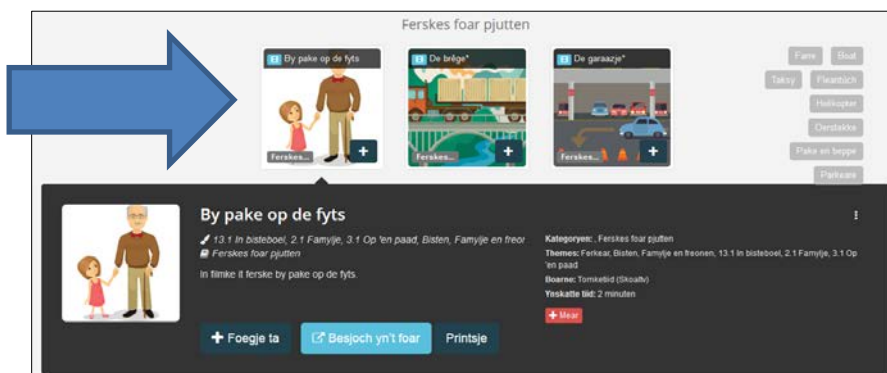 Ferskes foar pjutten
By pake op de fyts
De brêge*
De garaazje*
Ferskes...
Ferskes...
Ferskes...
Farre Boat
Taksy Fleantúch
Helikopter
Oerstekke
Pake en beppe
Parkeare
By pake op de fyts
13.1 In bisteboel, 2.1 Famylje, 3.1 Op 'en paad, Bisten, Famylje en freor
Ferskes foar pjutten
In filmke it ferske by pake op de fyts.
Kategoryen: , Ferskes foar pjutten
Themes: Ferkear, Bisten, Famylje en freonen, 13.1 In bisteboel, 2.1 Famylje, 3.1 Op
'en paad
Boarne: Tomketiid (Skoaltv)
Ynskatte tiid: 2 minuten
Mear
Foegje ta
Besjoch yn't foar
Printsje